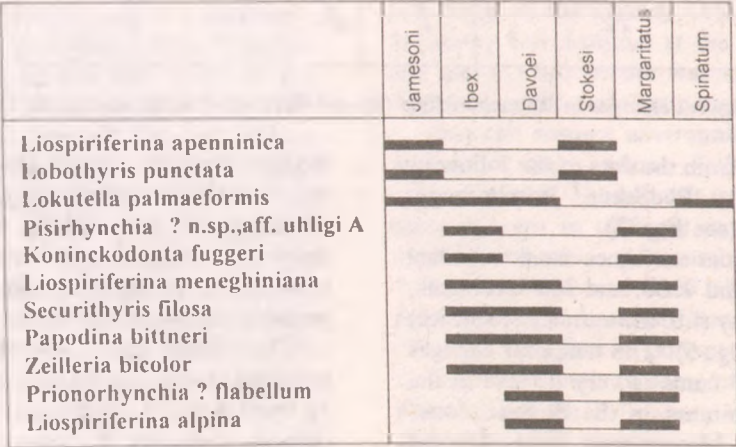 Jamesoni
Ibex
Davoei
Stokesi
Margaritatus
Spinatum
Liospiriferina apenninica
Lobothyris punctata
Lokutella palmaeformis
Pisirhynchia ? n.sp.,aff. uhligi A
Koninckodonta fuggeri
Liospiriferina meneghiniana
Securithyris filosa
Papodina bittneri
Zeilleria bicolor
Prionorhynchia ? flabellum
Liospiriferina alpina